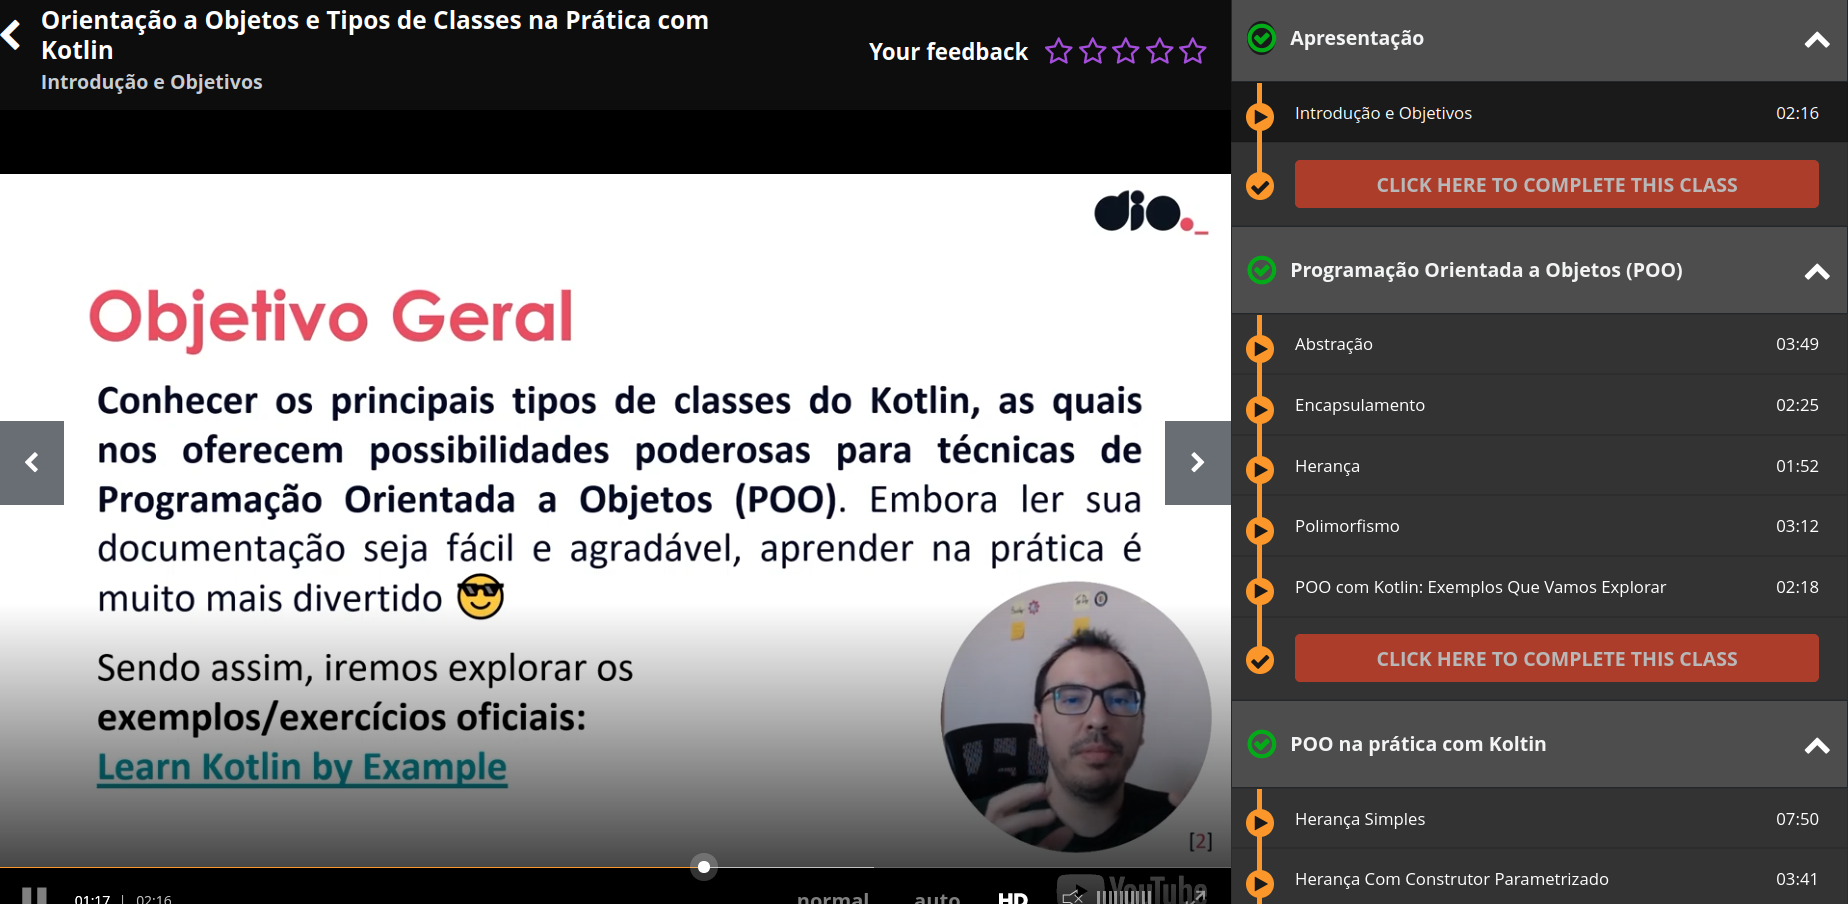 Orientação a Objetos e Tipos de Classes na Prática com
Kotlin
Introdução e Objetivos
Your feedback
dio._
Objetivo Geral
Conhecer os principais tipos de classes do Kotlin, as quais
nos oferecem possibilidades poderosas para técnicas de
Programação Orientada a Objetos (POO). Embora ler sua
documentação seja fácil e agradável, aprender na prática é
muito mais divertido
Sendo assim, iremos explorar os
exemplos/exercícios oficiais:
Learn Kotlin by Example
[2]
01:17 | 02:16
normal auto HD
YouTube
Apresentação
Introdução e Objetivos 02:16
CLICK HERE TO COMPLETE THIS CLASS
Programação Orientada a Objetos (POO)
Abstração 03:49
Encapsulamento 02:25
Herança 01:52
Polimorfismo 03:12
POO com Kotlin: Exemplos Que Vamos Explorar 02:18
CLICK HERE TO COMPLETE THIS CLASS
POO na prática com Koltin
Herança Simples 07:50
Herança Com Construtor Parametrizado 03:41